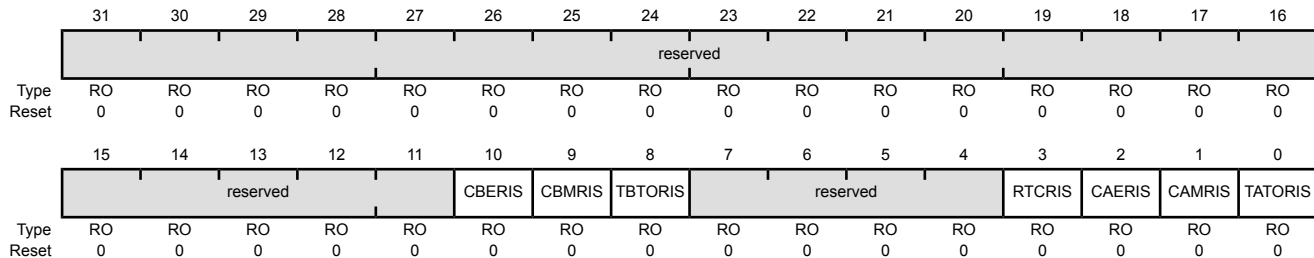 31 30 29 28 27 26 25 24 23 22 21 20 19 18 17 16
reserved
Type RO RO RO RO RO RO RO RO RO RO RO RO RO RO RO RO
Reset 0 0 0 0 0 0 0 0 0 0 0 0 0 0 0 0
15 14 13 12 11 10 9 8 7 6 5 4 3 2 1 0
reserved CBERIS CBMRIS TBTORIS reserved RTCRIS CAERIS CAMRIS TATORIS
Type RO RO RO RO RO RO RO RO RO RO RO RO RO RO RO RO
Reset 0 0 0 0 0 0 0 0 0 0 0 0 0 0 0 0